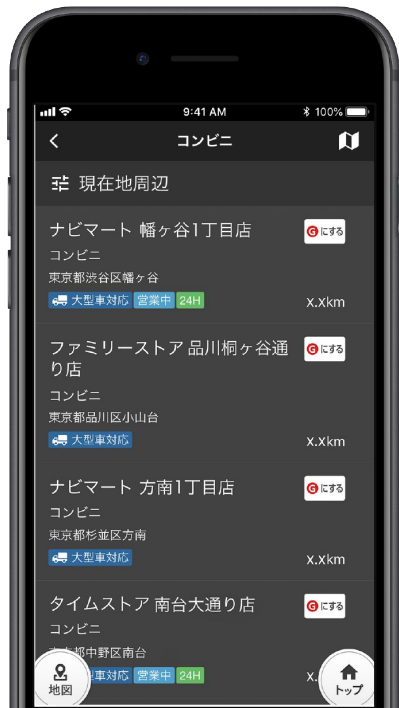 9:41 AM
100%
コンビニ
現在地周辺
ナビマート 幡ヶ谷1丁目店
Gにする
コンビニ
東京都渋谷区幡ヶ谷
大型車対応 営業中 24H
X.Xkm
ファミリーストア 品川桐ヶ谷通
り店
Gにする
コンビニ
東京都品川区小山台
大型車対応
X.Xkm
ナビマート 方南1丁目店
Gにする
コンビニ
東京都杉並区方南
大型車対応
X.Xkm
タイムストア 南台大通り店
Gにする
コンビニ
都中野区南台
型車対応 営業中 24H
X.
地図
トップ